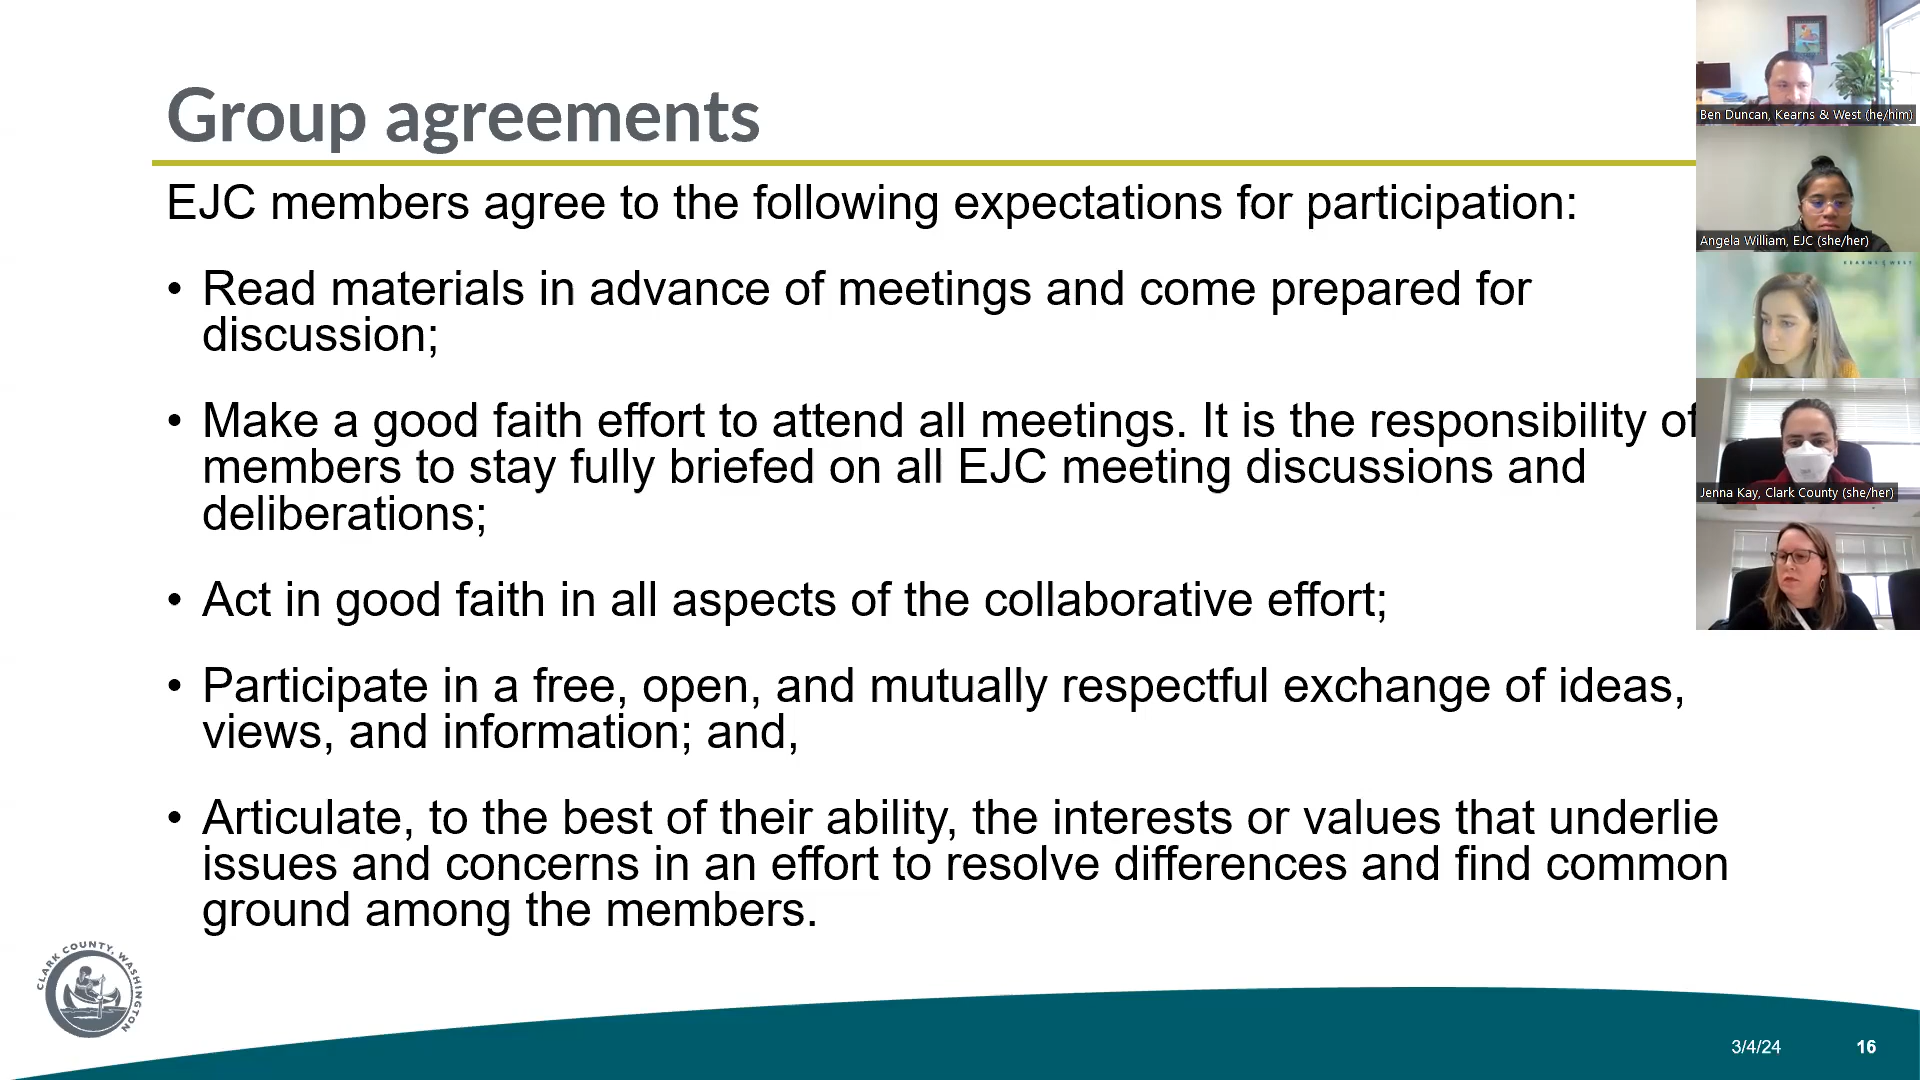 Group agreements
EJC members agree to the following expectations for participation:
• Read materials in advance of meetings and come prepared for
discussion;
• Make a good faith effort to attend all meetings. It is the responsibility of
members to stay fully briefed on all EJC meeting discussions and
deliberations;
• Act in good faith in all aspects of the collaborative effort;
• Participate in a free, open, and mutually respectful exchange of ideas,
views, and information; and,
• Articulate, to the best of their ability, the interests or values that underlie
issues and concerns in an effort to resolve differences and find common
ground among the members.
CLARK COUNTY, WASHINGTON
3/4/24
16
Ben Duncan, Kearns & West (he/him)
Angela William, EJC (she/her)
KEARNS & WEST
Jenna Kay, Clark County (she/her)